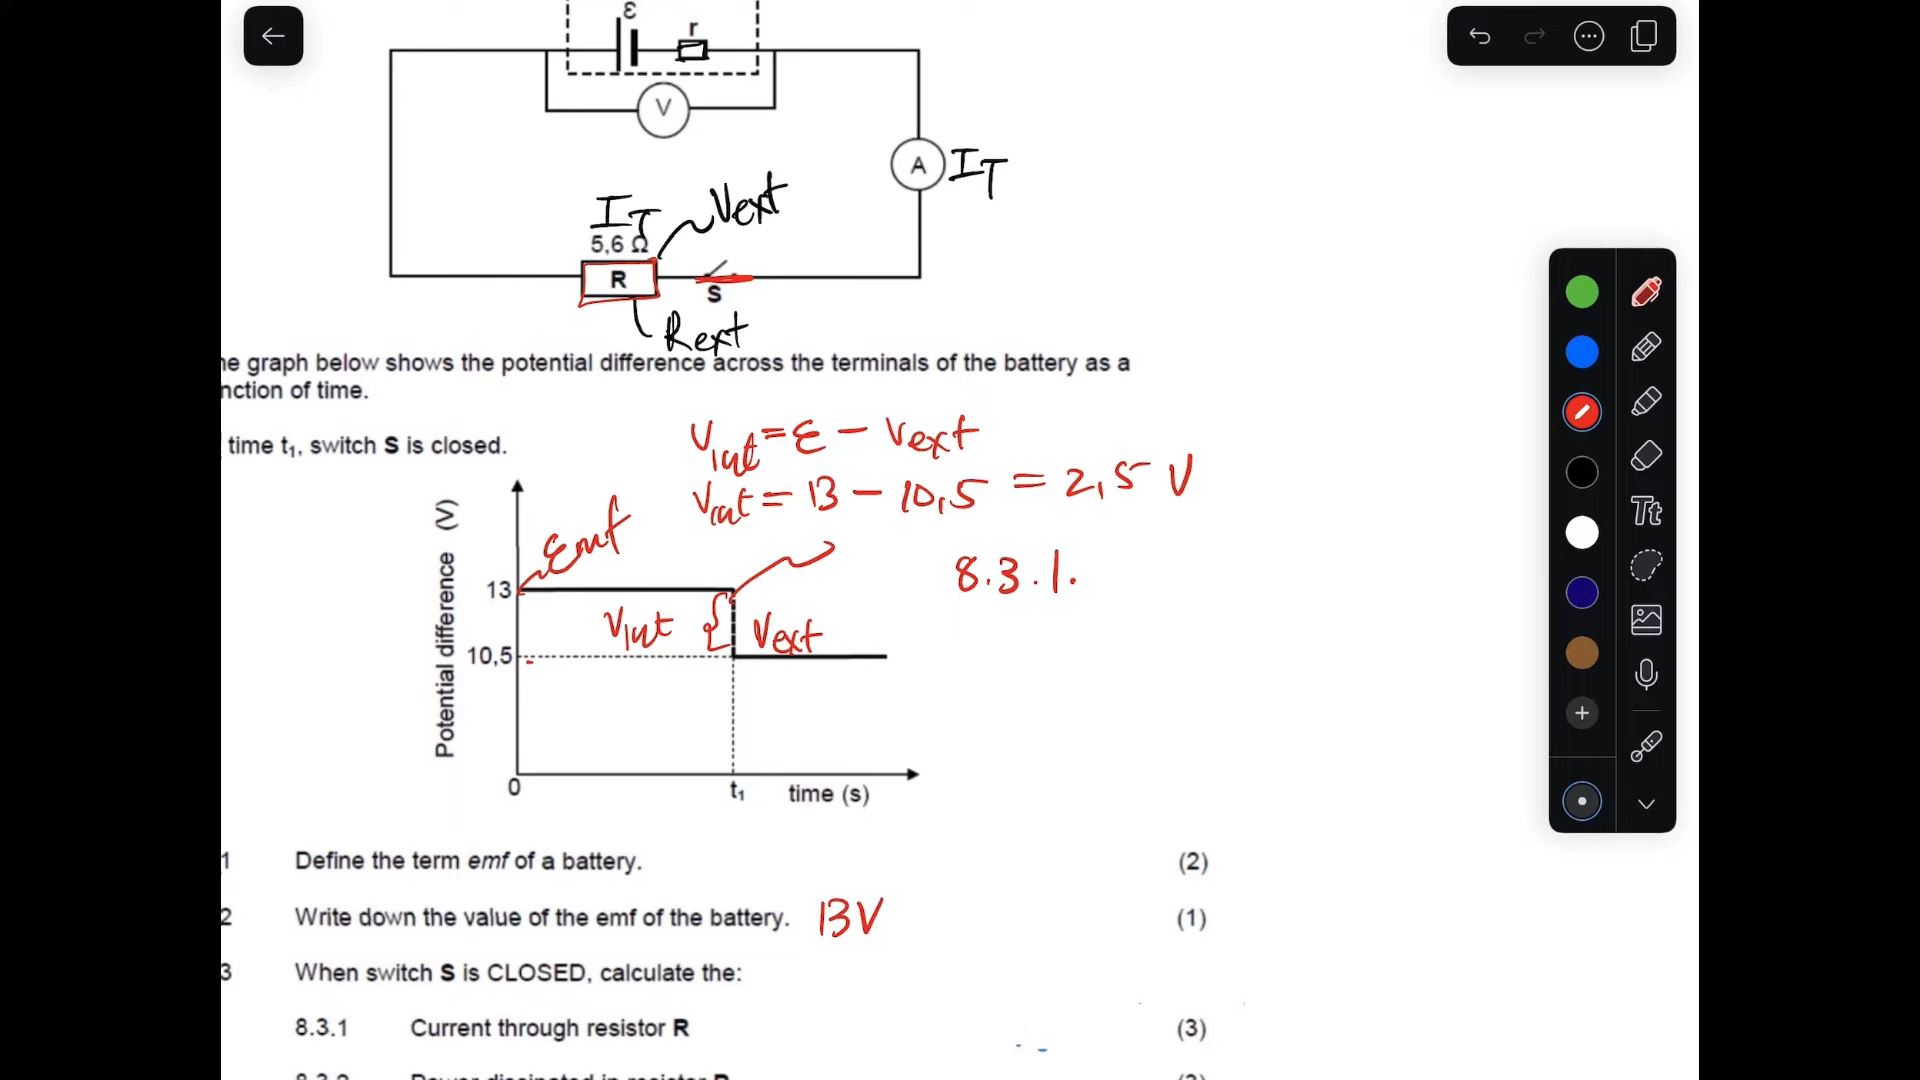 ε
r
V
A
I_T
I_T
Vext
5,6 Ω
R
S
Rext
he graph below shows the potential difference across the terminals of the battery as a
nction of time.
time t₁, switch S is closed.
Vint = ε – Vext
Vint = 13 – 10,5 = 2,5 V
Emf
8.3.1.
Potential difference (V)
13
Vint
Vext
10,5
0
t₁
time (s)
1 Define the term emf of a battery. (2)
2 Write down the value of the emf of the battery. 13V (1)
3 When switch S is CLOSED, calculate the:
8.3.1 Current through resistor R (3)
Tt